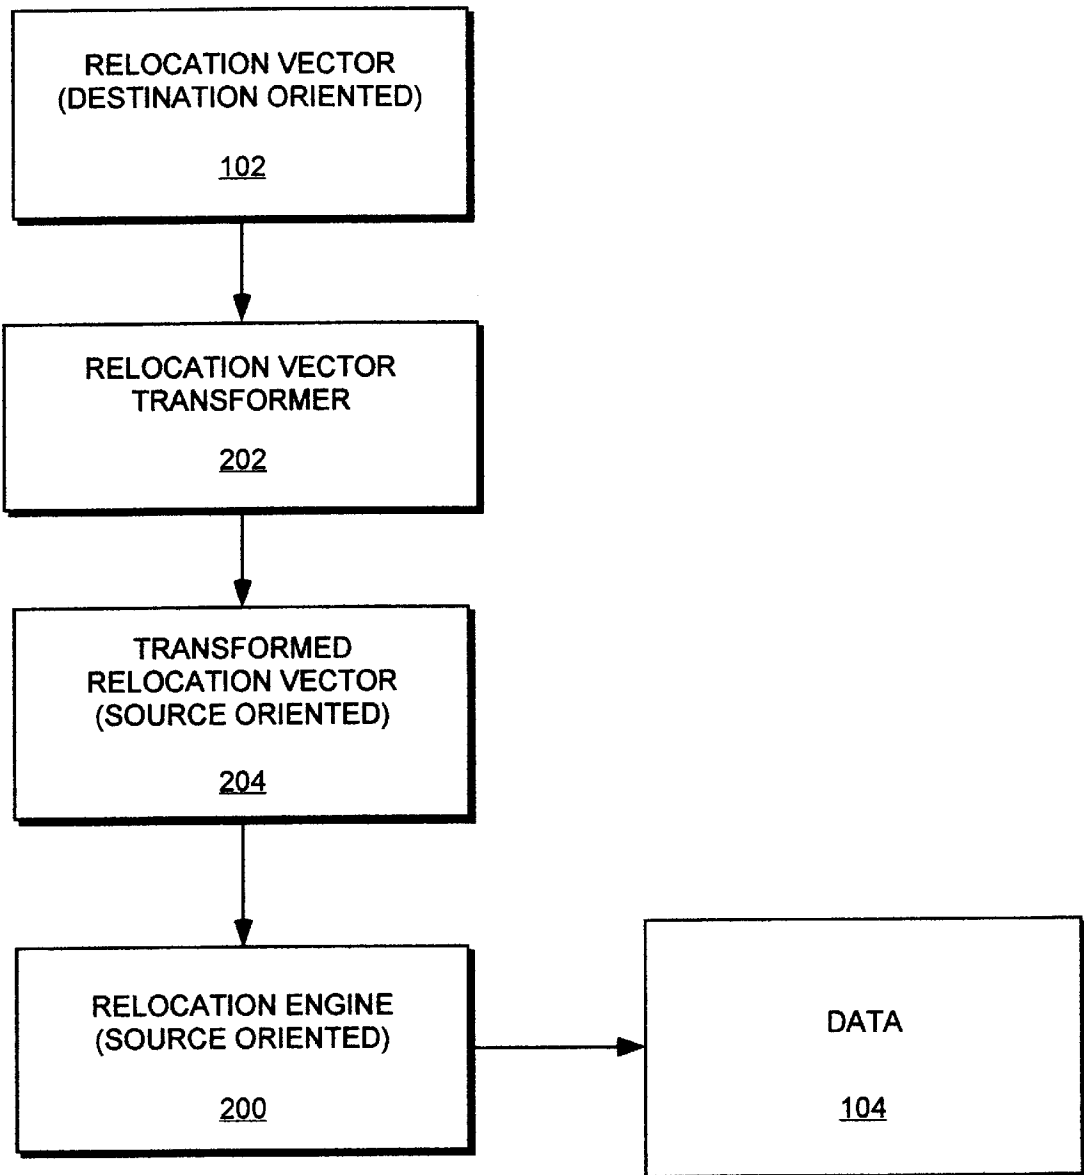 RELOCATION VECTOR
(DESTINATION ORIENTED)
102
RELOCATION VECTOR
TRANSFORMER
202
TRANSFORMED
RELOCATION VECTOR
(SOURCE ORIENTED)
204
RELOCATION ENGINE
(SOURCE ORIENTED)
200
DATA
104